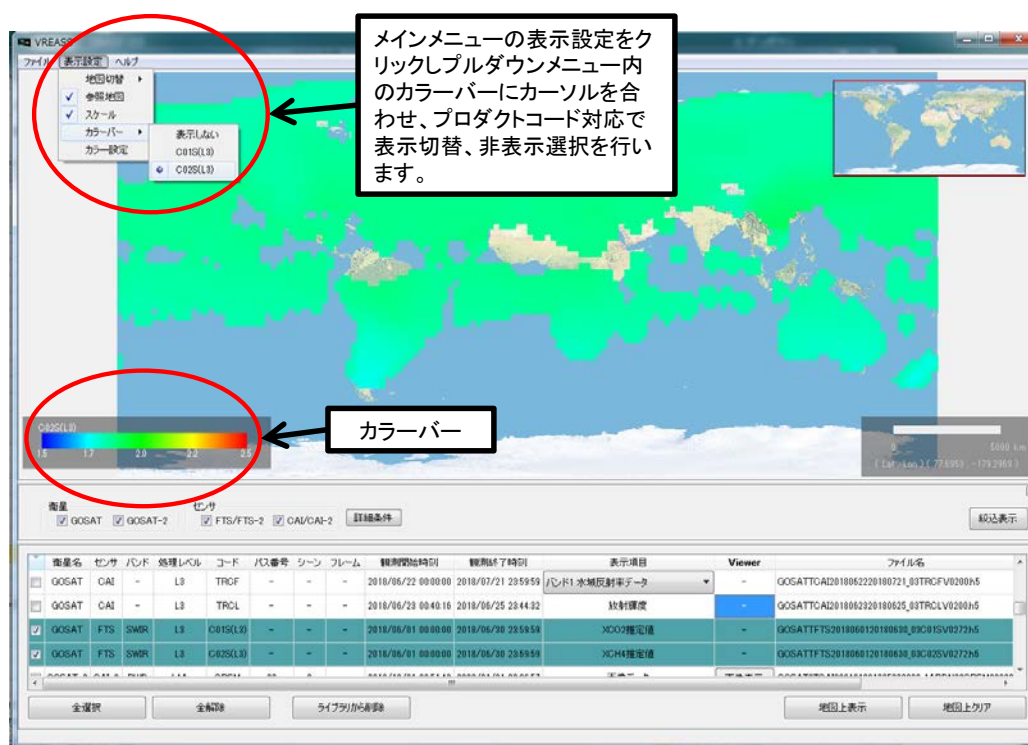 VREASS
メインメニューの表示設定をク
リックしプルダウンメニュー内
のカラーバーにカーソルを合
わせ、プロダクトコード対応で
表示切替、非表示選択を行い
ます。
ファイル 表示設定 ヘルプ
地図切替
参照地図
スケール
カラーバー
カラー設定
表示しない
C01S(L3)
C02S(L3)
カラーバー
C02S(L3)
1.5 1.7 2.0 2.2 2.5
0 5000 km
衛星
GOSAT GOSAT-2
センサ
FTS/FTS-2 CAI/CAI-2 詳細条件
絞込表示
衛星名 センサ バンド 処理レベル コード パス番号 シーン フレーム 観測開始時刻 観測終了時刻 表示項目 Viewer ファイル名
GOSAT CAI - L3 TRCF - - - 2018/06/22 00:00:00 2018/07/21 23:59:59 バンド1 水域反射率データ - GOSATTCAI2018062220180721_03TRCFV0200.h5
GOSAT CAI - L3 TRCL - - - 2018/06/23 00:40:16 2018/06/25 23:44:32 放射輝度 - GOSATTCAI2018062320180625_03TRCLV0200.h5
GOSAT FTS SWIR L3 C01S(L3) - - - 2018/06/01 00:00:00 2018/06/30 23:59:59 XCO2推定値 - GOSATTFTS2018060120180630_03C01SV0272.h5
GOSAT FTS SWIR L3 C02S(L3) - - - 2018/06/01 00:00:00 2018/06/30 23:59:59 XCH4推定値 - GOSATTFTS2018060120180630_03C02SV0272.h5
全選択 全解除 ライブラリから削除 地図上表示 地図上クリア